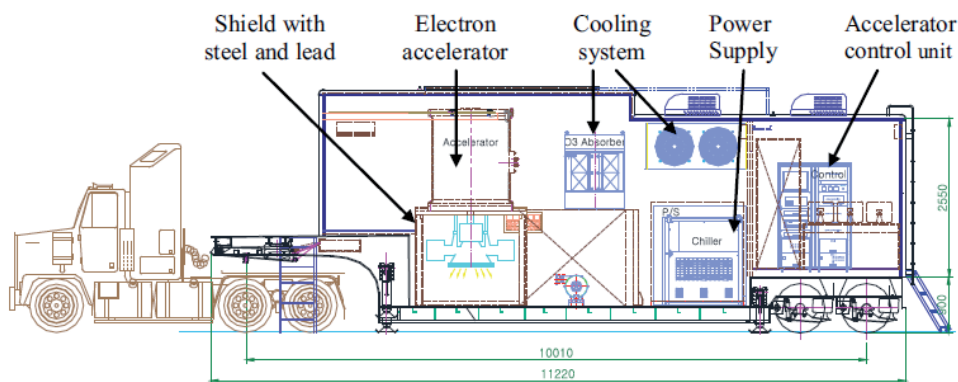 Shield with
steel and lead
Electron
accelerator
Cooling
system
Power
Supply
Accelerator
control unit
Accelerator
O3 Absorber
Control
P/S
Chiller
2550
900
10010
11220